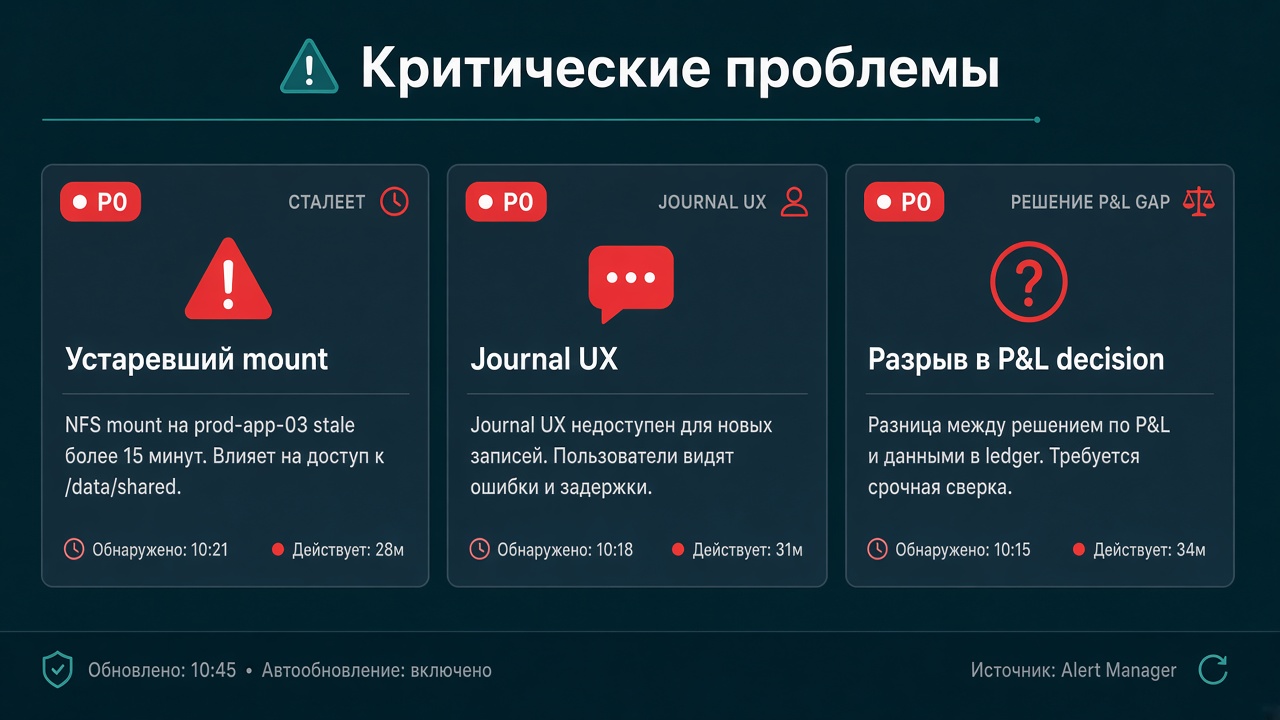 Критические проблемы
P0
СТАЛЕЕТ
Устаревший mount
NFS mount на prod-app-03 stale
более 15 минут. Влияет на доступ к
/data/shared.
Обнаружено: 10:21
Действует: 28м
P0
JOURNAL UX
Journal UX
Journal UX недоступен для новых
записей. Пользователи видят
ошибки и задержки.
Обнаружено: 10:18
Действует: 31м
P0
РЕШЕНИЕ P&L GAP
Разрыв в P&L decision
Разница между решением по P&L
и данными в ledger. Требуется
срочная сверка.
Обнаружено: 10:15
Действует: 34м
Обновлено: 10:45 • Автообновление: включено
Источник: Alert Manager